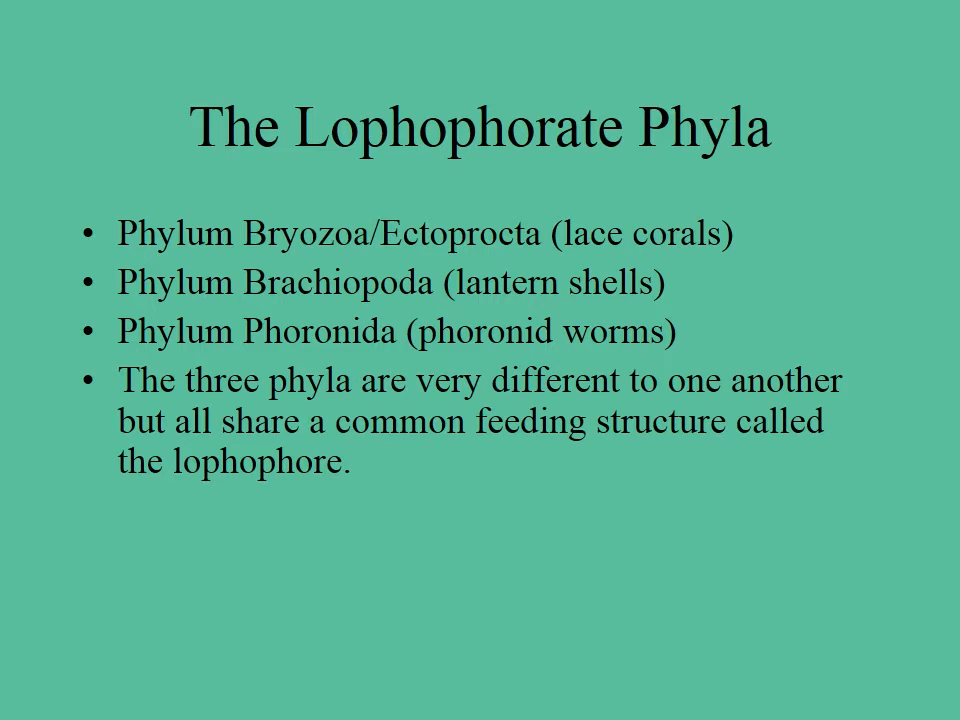 The Lophophorate Phyla
• Phylum Bryozoa/Ectoprocta (lace corals)
• Phylum Brachiopoda (lantern shells)
• Phylum Phoronida (phoronid worms)
• The three phyla are very different to one another
but all share a common feeding structure called
the lophophore.